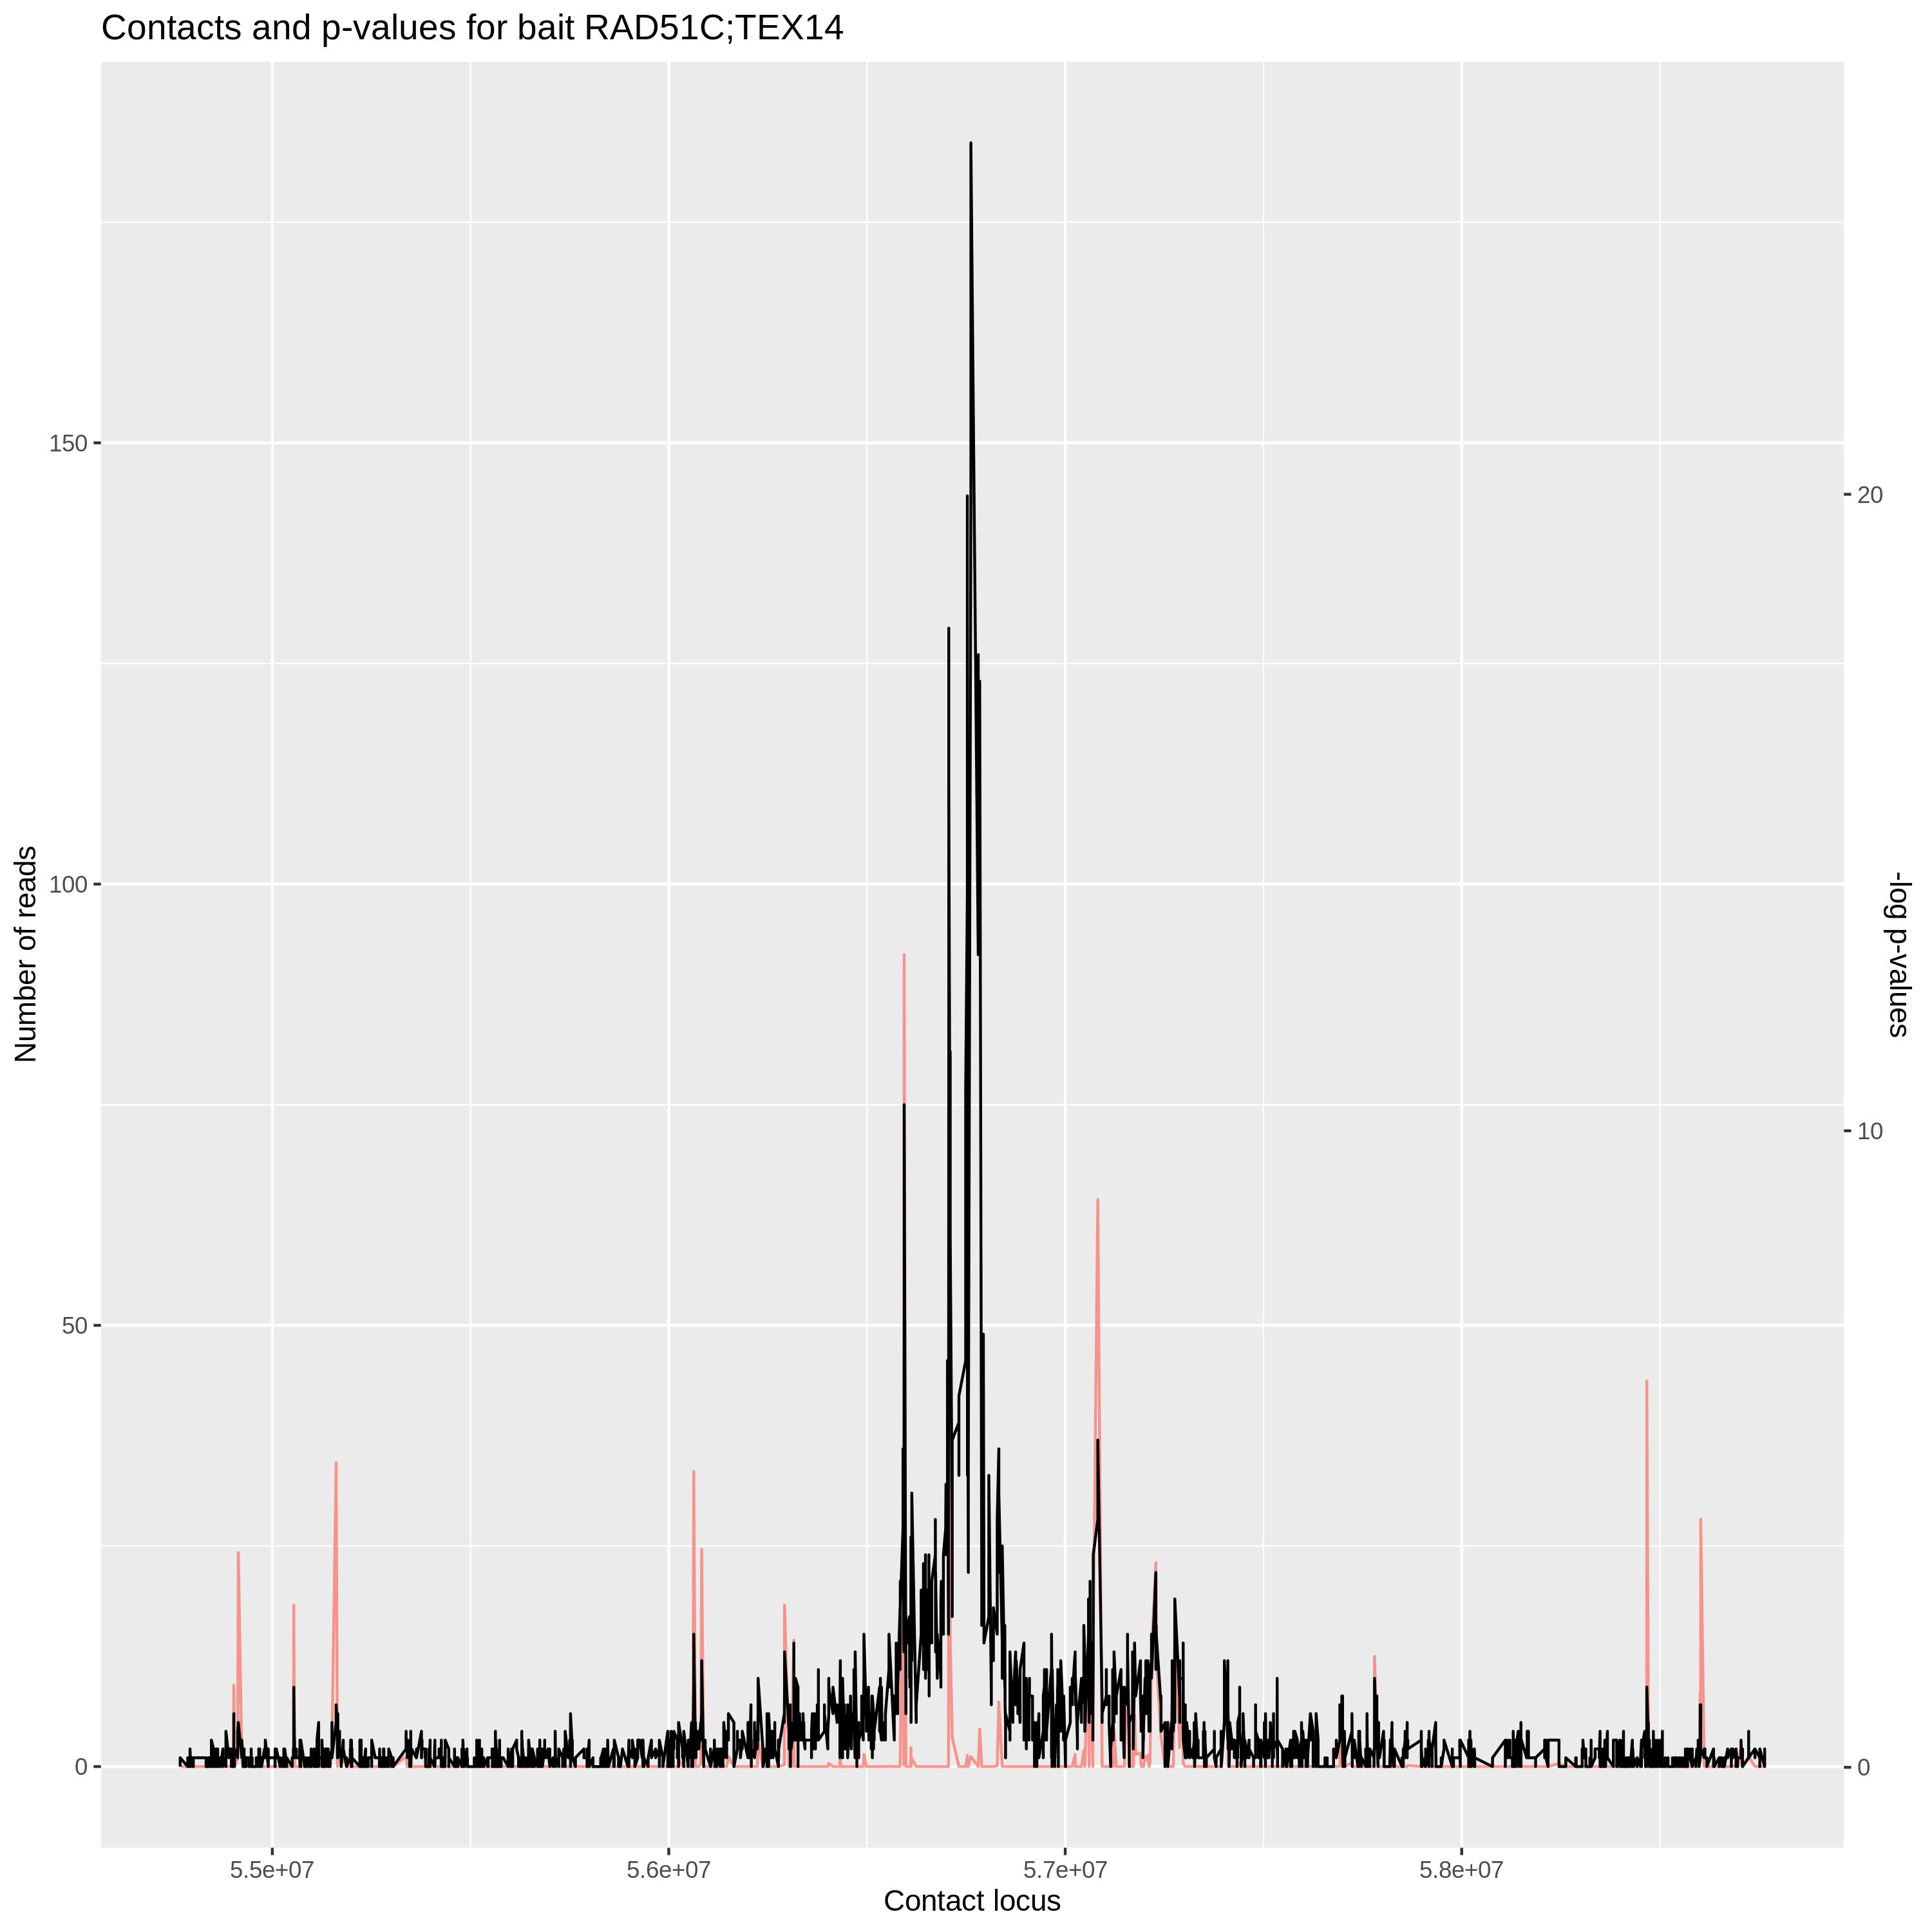 Contacts and p-values for bait RAD51C;TEX14
Number of reads
150
100
50
0
20
10
0
-log p-values
5.5e+07
5.6e+07
5.7e+07
5.8e+07
Contact locus